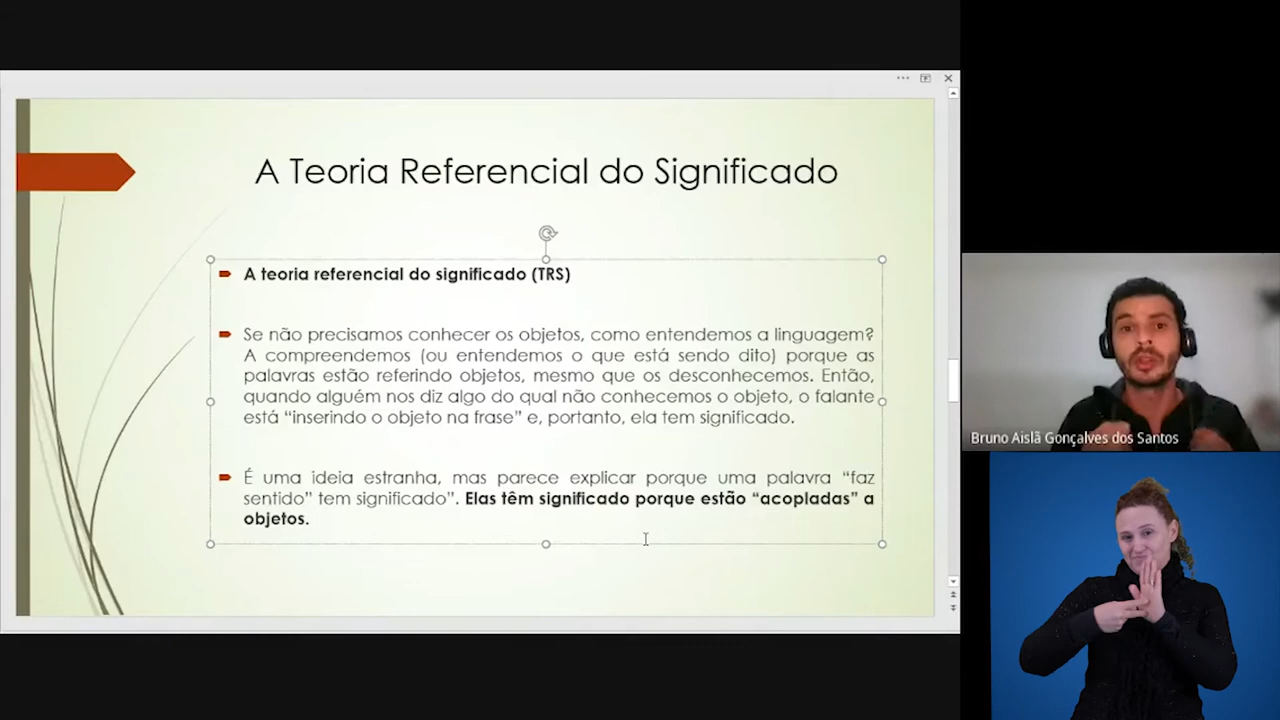 A Teoria Referencial do Significado
A teoria referencial do significado (TRS)
Se não precisamos conhecer os objetos, como entendemos a linguagem?
A compreendemos (ou entendemos o que está sendo dito) porque as
palavras estão referindo objetos, mesmo que os desconhecemos. Então,
quando alguém nos diz algo do qual não conhecemos o objeto, o falante
está “inserindo o objeto na frase” e, portanto, ela tem significado.
É uma ideia estranha, mas parece explicar porque uma palavra “faz
sentido” tem significado”. Elas têm significado porque estão “acopladas” a
objetos.
Bruno Aislã Gonçalves dos Santos